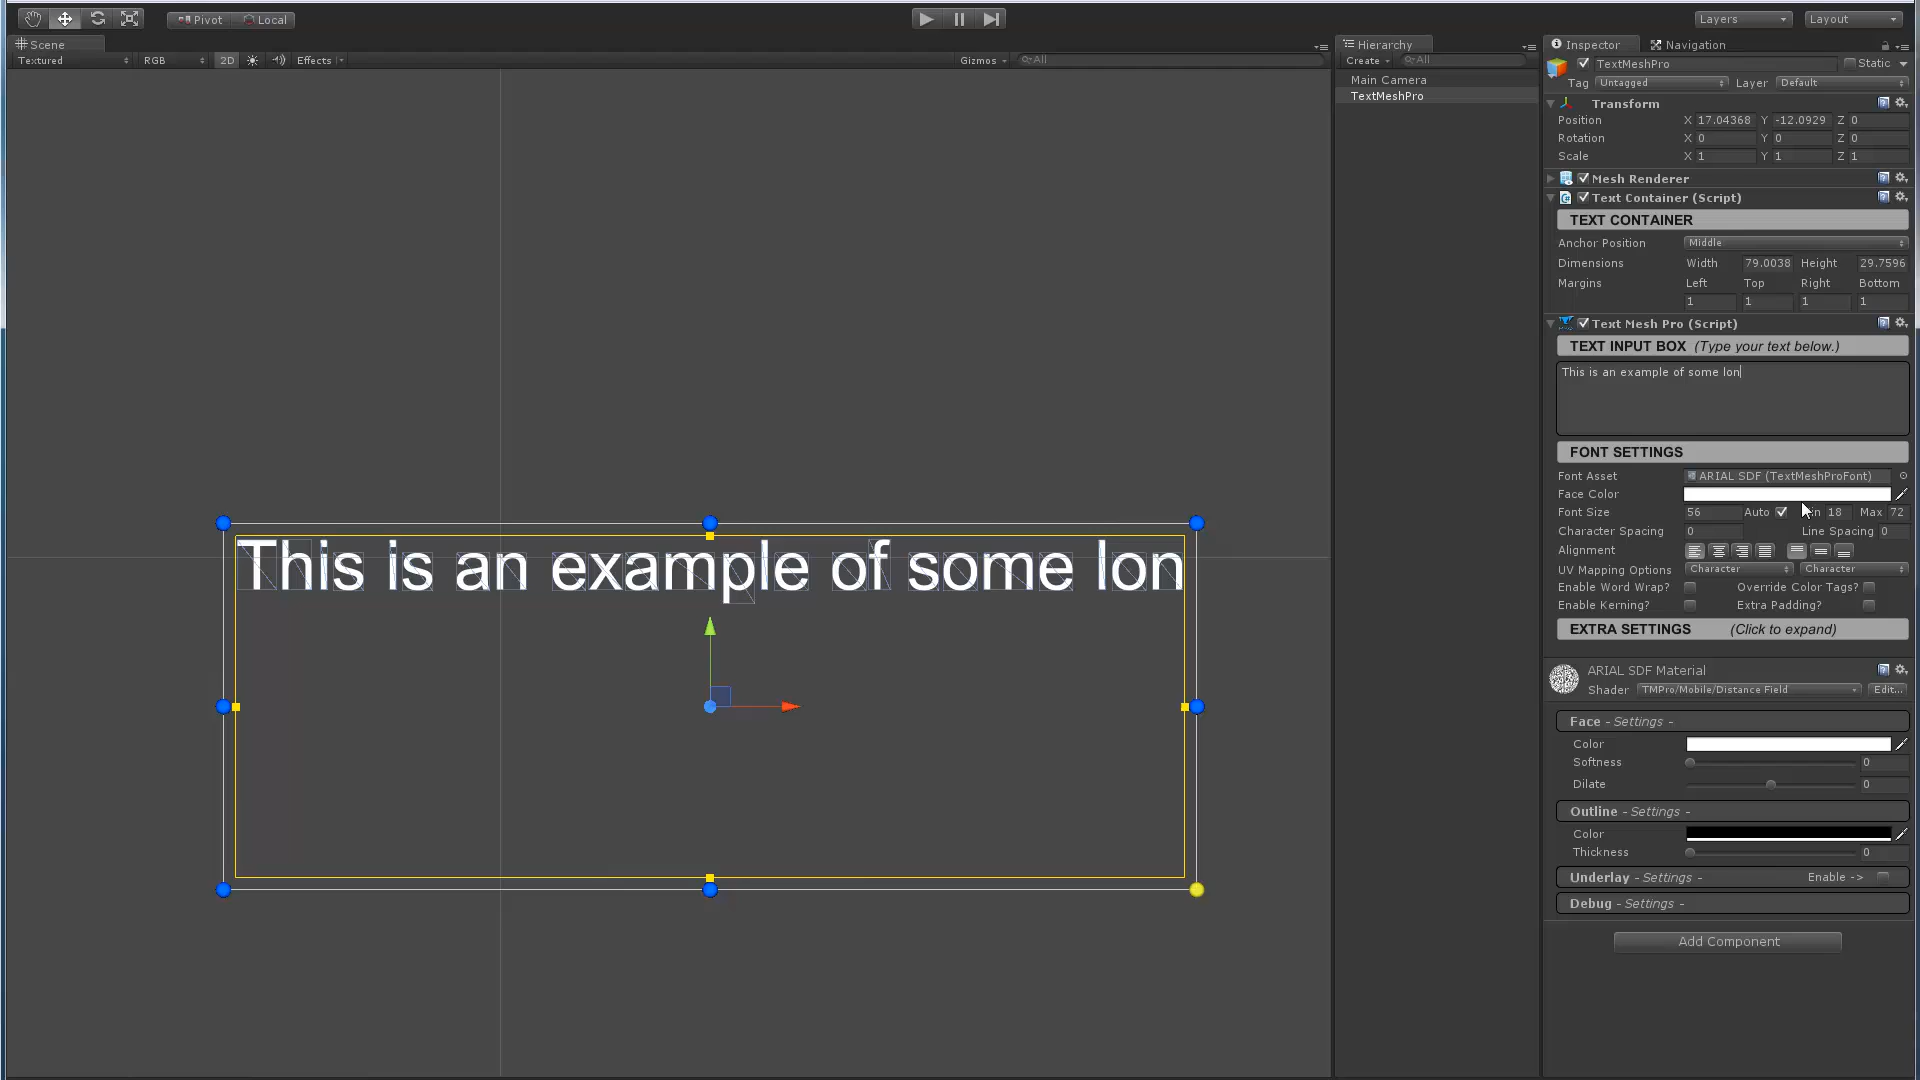 Pivot Local Layers Layout
Scene Hierarchy Inspector Navigation
Textured RGB 2D Effects Gizmos All Create All
Main Camera
TextMeshPro
TextMeshPro Static
Tag Untagged Layer Default
Transform
Position X 17.04368 Y -12.0929 Z 0
Rotation X 0 Y 0 Z 0
Scale X 1 Y 1 Z 1
Mesh Renderer
Text Container (Script)
TEXT CONTAINER
Anchor Position Middle
Dimensions Width 79.0038 Height 29.7596
Margins Left Top Right Bottom
1 1 1 1
Text Mesh Pro (Script)
TEXT INPUT BOX (Type your text below.)
This is an example of some lon
FONT SETTINGS
Font Asset ARIAL SDF (TextMeshProFont)
Face Color
Font Size 56 Auto 18 Max 72
Character Spacing 0 Line Spacing 0
Alignment
UV Mapping Options Character Character
Enable Word Wrap? Override Color Tags?
Enable Kerning? Extra Padding?
EXTRA SETTINGS (Click to expand)
ARIAL SDF Material
Shader TMPro/Mobile/Distance Field Edit...
Face - Settings -
Color
Softness 0
Dilate 0
Outline - Settings -
Color
Thickness 0
Underlay - Settings - Enable ->
Debug - Settings -
Add Component
This is an example of some lon